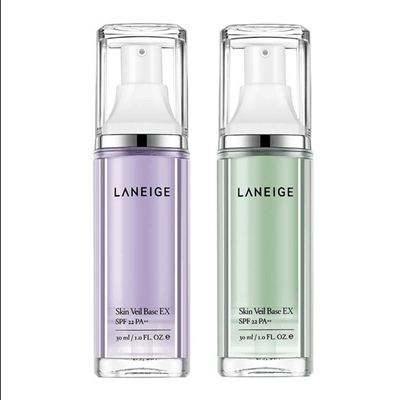 LANEIGE
Skin Veil Base EX
SPF 22 PA++
30 ml / 1.0 FL. OZ. e
LANEIGE
Skin Veil Base EX
SPF 22 PA++
30 ml / 1.0 FL. OZ. e